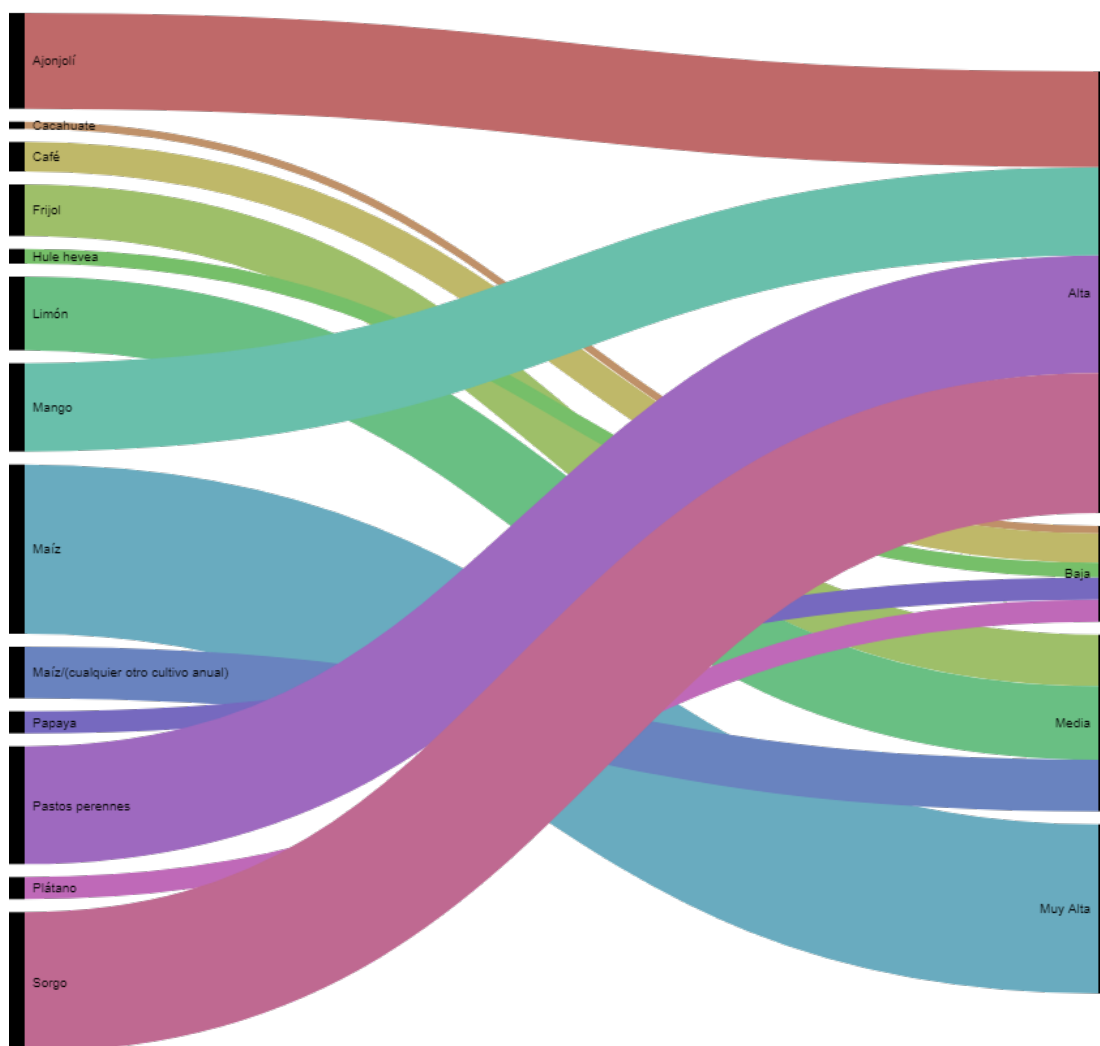 Ajonjolí
Cacahuate
Café
Frijol
Hule hevea
Limón
Mango
Maíz
Maíz/(cualquier otro cultivo anual)
Papaya
Pastos perennes
Plátano
Sorgo
Alta
Baja
Media
Muy Alta